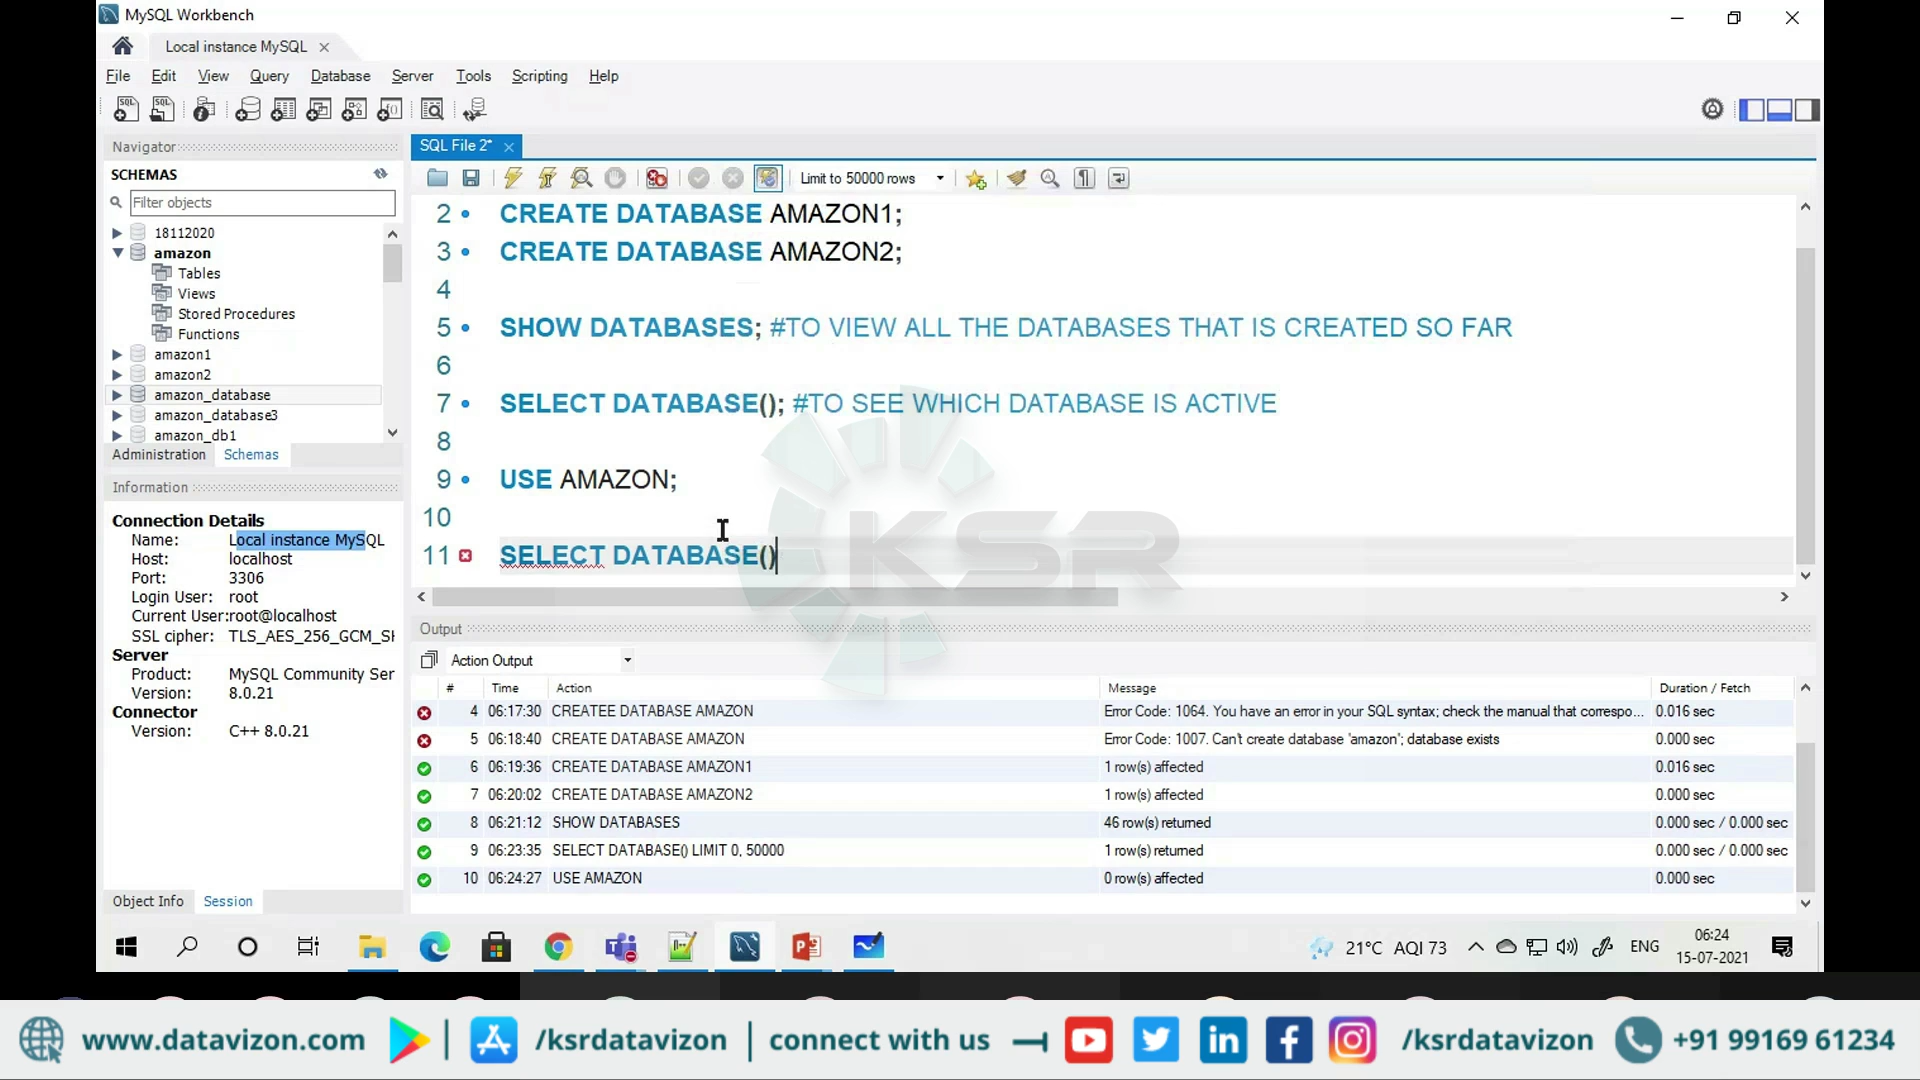 MySQL Workbench
Local instance MySQL
File Edit View Query Database Server Tools Scripting Help
Navigator
SCHEMAS
Filter objects
18112020
amazon
Tables
Views
Stored Procedures
Functions
amazon1
amazon2
amazon_database
amazon_database3
amazon_db1
Administration Schemas
Information
Connection Details
Name: Local instance MySQL
Host: localhost
Port: 3306
Login User: root
Current User: root@localhost
SSL cipher: TLS_AES_256_GCM_SH
Server
Product: MySQL Community Ser
Version: 8.0.21
Connector
Version: C++ 8.0.21
Object Info Session
SQL File 2*
Limit to 50000 rows
2 CREATE DATABASE AMAZON1;
3 CREATE DATABASE AMAZON2;
4
5 SHOW DATABASES; #TO VIEW ALL THE DATABASES THAT IS CREATED SO FAR
6
7 SELECT DATABASE(); #TO SEE WHICH DATABASE IS ACTIVE
8
9 USE AMAZON;
10
11 SELECT DATABASE()
KSR
Output
Action Output
# Time Action Message Duration / Fetch
4 06:17:30 CREATEE DATABASE AMAZON Error Code: 1064. You have an error in your SQL syntax; check the manual that correspo... 0.016 sec
5 06:18:40 CREATE DATABASE AMAZON Error Code: 1007. Can't create database 'amazon'; database exists 0.000 sec
6 06:19:36 CREATE DATABASE AMAZON1 1 row(s) affected 0.016 sec
7 06:20:02 CREATE DATABASE AMAZON2 1 row(s) affected 0.000 sec
8 06:21:12 SHOW DATABASES 46 row(s) returned 0.000 sec / 0.000 sec
9 06:23:35 SELECT DATABASE() LIMIT 0, 50000 1 row(s) returned 0.000 sec / 0.000 sec
10 06:24:27 USE AMAZON 0 row(s) affected 0.000 sec
21°C AQI 73 ENG 06:24
15-07-2021
www.datavizon.com /ksrdatavizon connect with us /ksrdatavizon +91 99169 61234